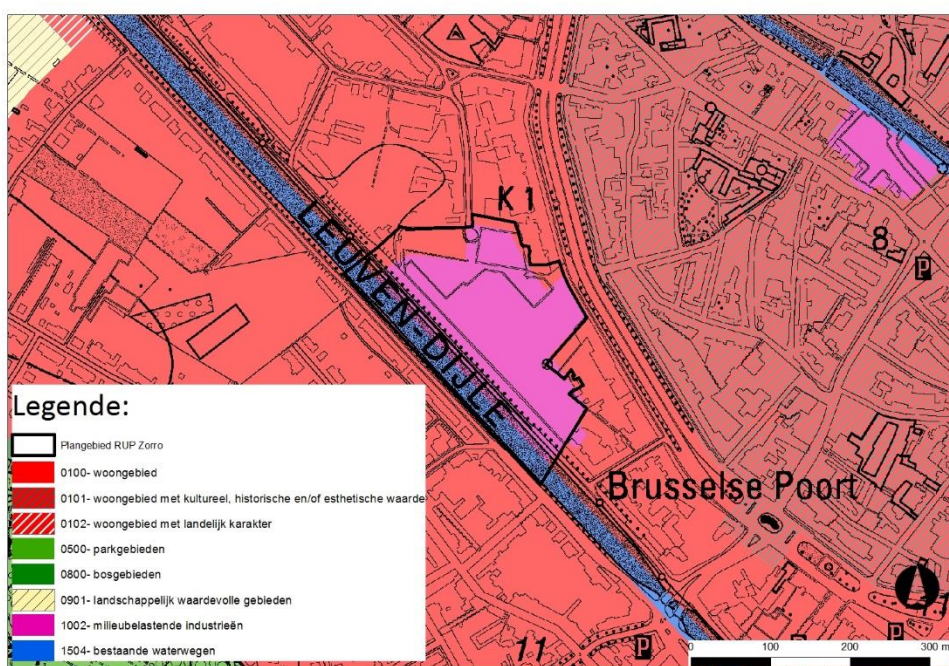 K 1
8
P
LEUVEN-DIJLE
Brusselse Poort
11
P
Legende:
Plangebied RUP Zorro
0100- woongebied
0101- woongebied met kultureel, historische en/of esthetische waarde
0102- woongebied met landelijk karakter
0500- parkgebieden
0800- bosgebieden
0901- landschappelijk waardevolle gebieden
1002- milieubelastende industrieën
1504- bestaande waterwegen
0 100 200 300 m